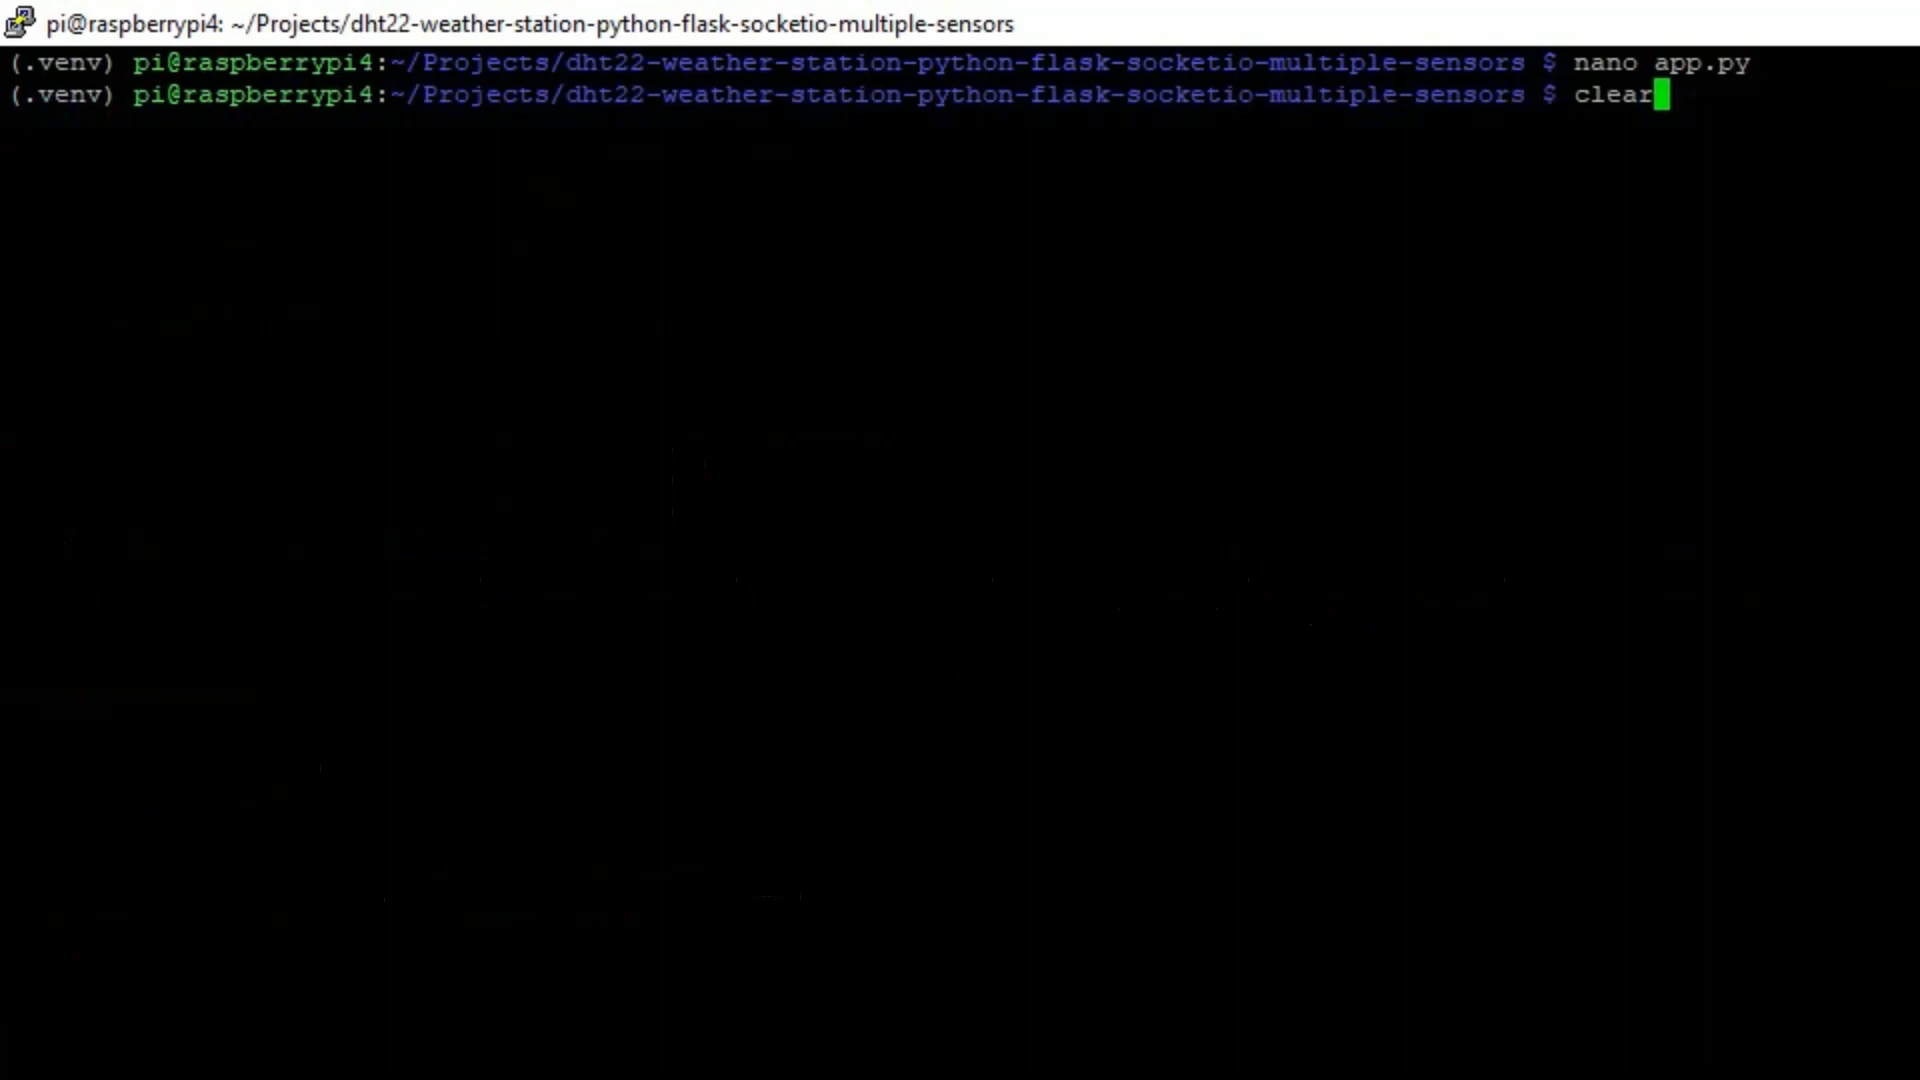 pi@raspberrypi4: ~/Projects/dht22-weather-station-python-flask-socketio-multiple-sensors
(.venv) pi@raspberrypi4:~/Projects/dht22-weather-station-python-flask-socketio-multiple-sensors $ nano app.py
(.venv) pi@raspberrypi4:~/Projects/dht22-weather-station-python-flask-socketio-multiple-sensors $ clear